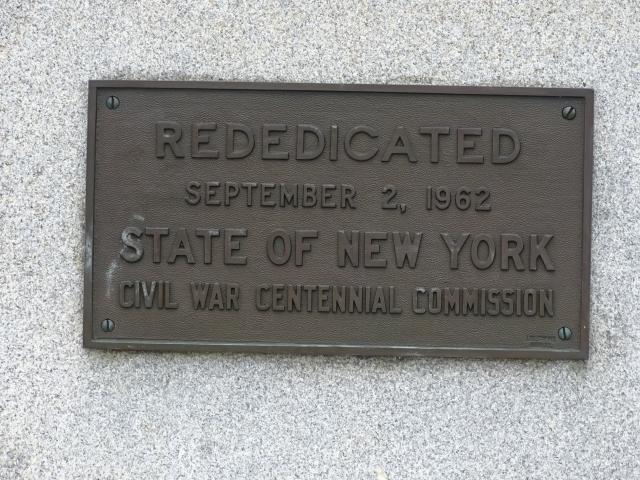 REDEDICATED
SEPTEMBER 2, 1962
STATE OF NEW YORK
CIVIL WAR CENTENNIAL COMMISSION